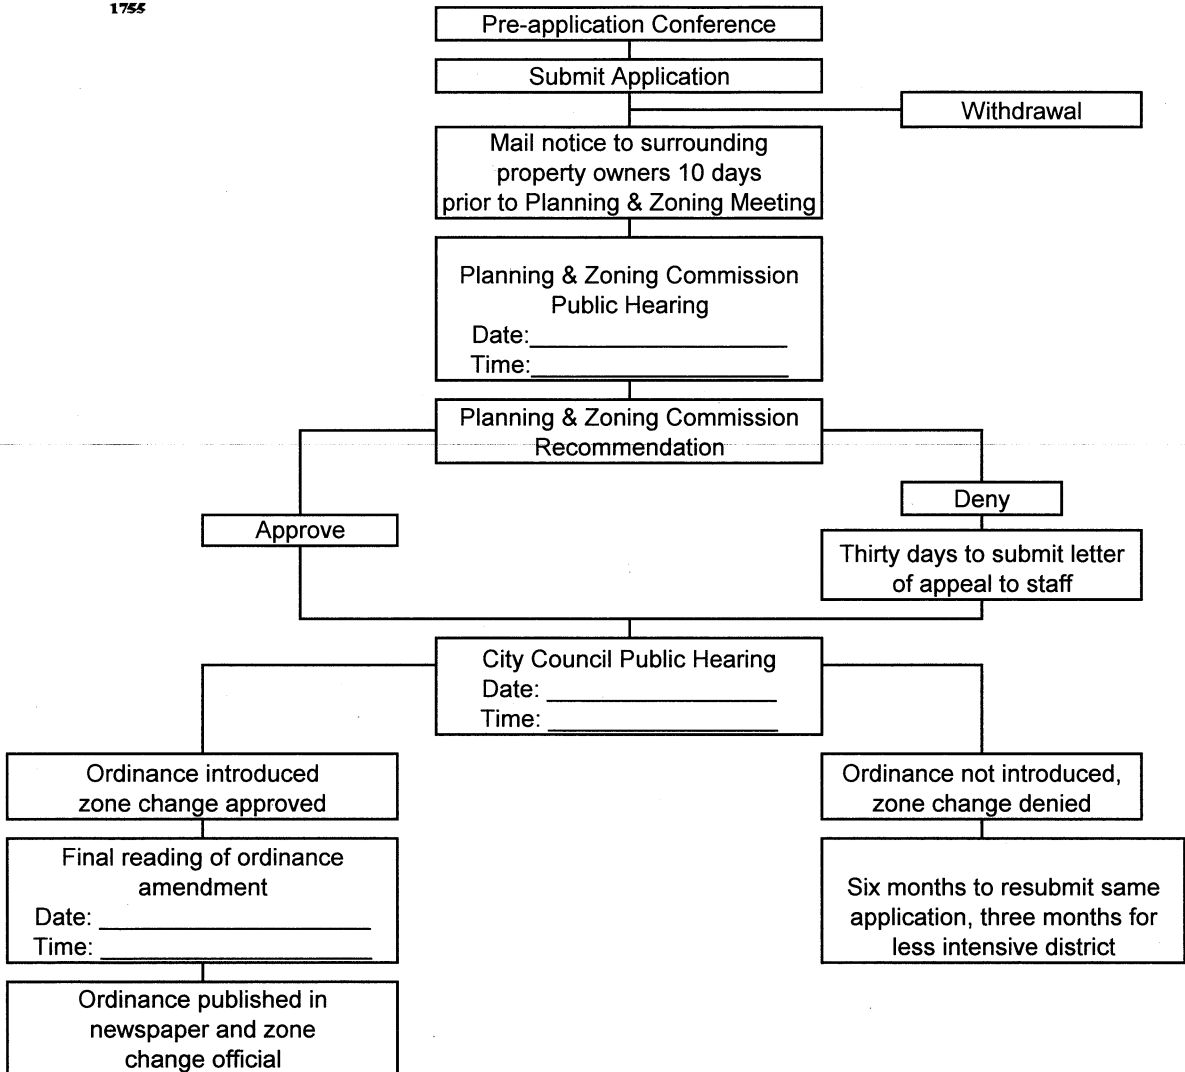 1755
Pre-application Conference
Submit Application
Withdrawal
Mail notice to surrounding
property owners 10 days
prior to Planning & Zoning Meeting
Planning & Zoning Commission
Public Hearing
Date:
Time:
Planning & Zoning Commission
Recommendation
Deny
Approve
Thirty days to submit letter
of appeal to staff
City Council Public Hearing
Date:
Time:
Ordinance introduced
zone change approved
Ordinance not introduced,
zone change denied
Final reading of ordinance
amendment
Date:
Time:
Six months to resubmit same
application, three months for
less intensive district
Ordinance published in
newspaper and zone
change official